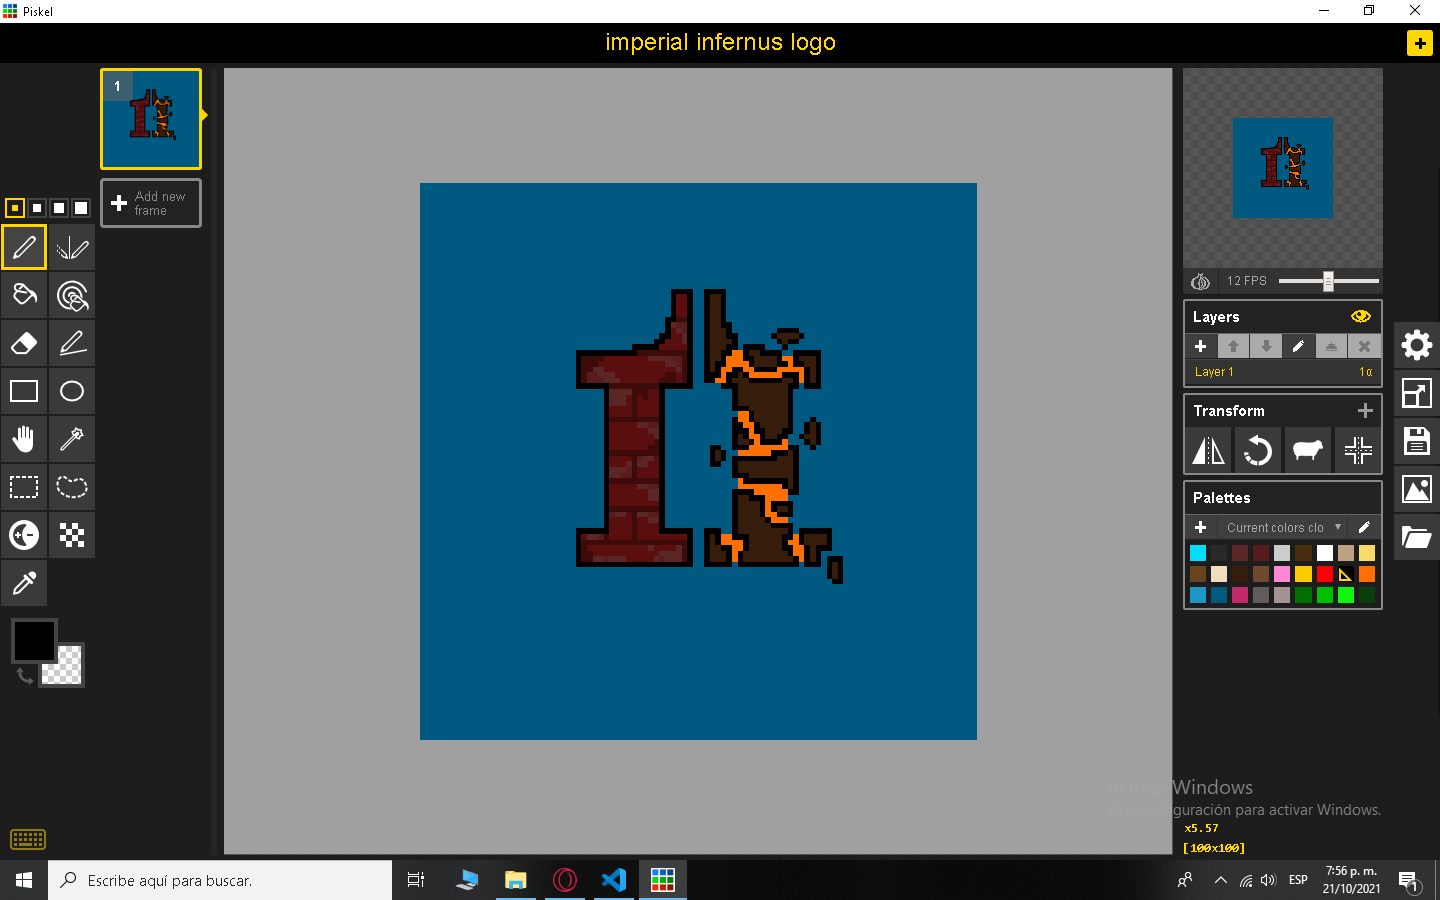 Piskel
imperial infernus logo
1
Add new
frame
12 FPS
Layers
Layer 1
1α
Transform
Palettes
Current colors clo
Activar Windows
Ve a Configuración para activar Windows.
x5.57
[100x100]
Escribe aquí para buscar.
ESP
7:56 p. m.
21/10/2021
1